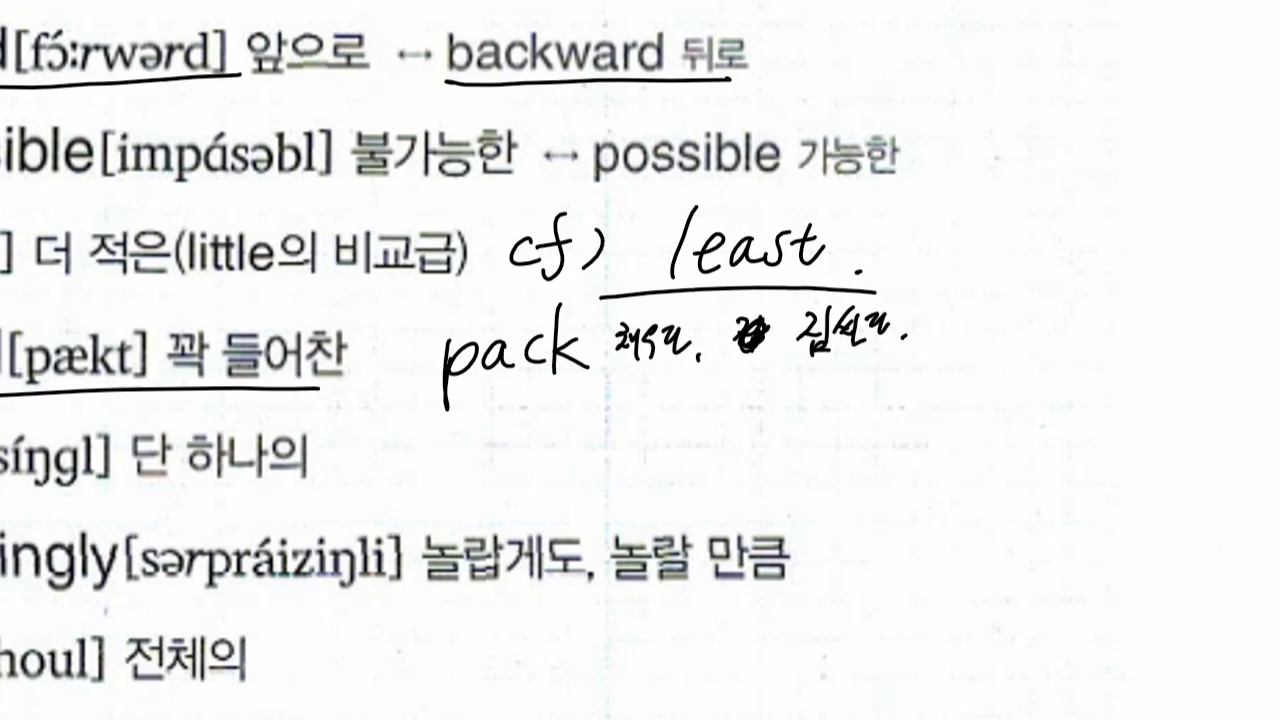 d[fɔ́ːrwərd] 앞으로 ↔ backward 뒤로
sible[impásəbl] 불가능한 ↔ possible 가능한
] 더 적은(little의 비교급) cf) least.
[pækt] 꽉 들어찬 pack 채우다. 짐싸다.
síŋgl] 단 하나의
ingly[sərpráiziŋli] 놀랍게도, 놀랄 만큼
houl] 전체의